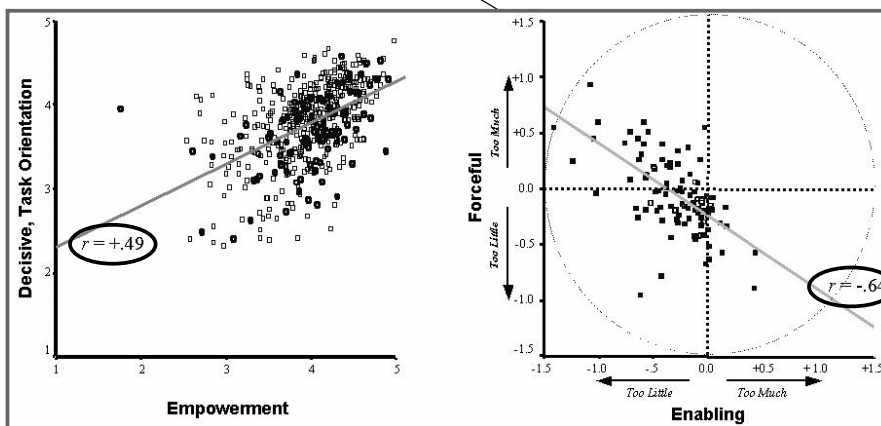 Decisive, Task Orientation
5
4
3
2
1
r = +.49
1
2
3
4
5
Empowerment
Forceful
Too Much
Too Little
+1.5
+1.0
+0.5
0.0
-0.5
-1.0
-1.5
r = -.64
-1.5
-1.0
-.5
0.0
+0.5
+1.0
+1.5
Too Little
Too Much
Enabling